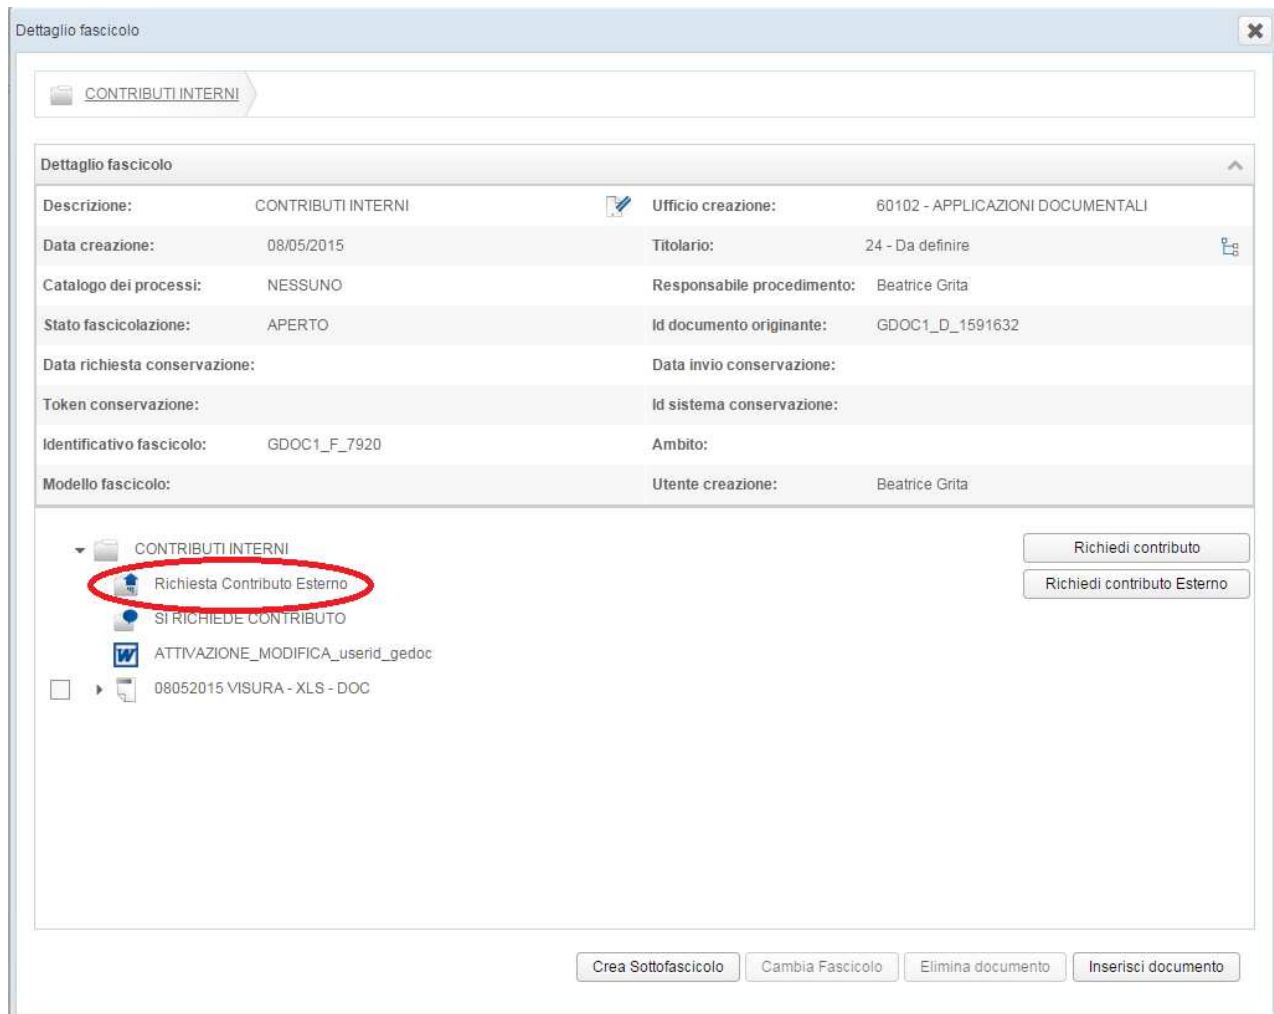 Dettaglio fascicolo
CONTRIBUTI INTERNI
Dettaglio fascicolo
Descrizione: CONTRIBUTI INTERNI Ufficio creazione: 60102 - APPLICAZIONI DOCUMENTALI
Data creazione: 08/05/2015 Titolario: 24 - Da definire
Catalogo dei processi: NESSUNO Responsabile procedimento: Beatrice Grita
Stato fascicolazione: APERTO Id documento originante: GDOC1_D_1591632
Data richiesta conservazione: Data invio conservazione:
Token conservazione: Id sistema conservazione:
Identificativo fascicolo: GDOC1_F_7920 Ambito:
Modello fascicolo: Utente creazione: Beatrice Grita
CONTRIBUTI INTERNI Richiedi contributo
Richiesta Contributo Esterno Richiedi contributo Esterno
SI RICHIEDE CONTRIBUTO
ATTIVAZIONE_MODIFICA_userid_gedoc
08052015 VISURA - XLS - DOC
Crea Sottofascicolo Cambia Fascicolo Elimina documento Inserisci documento